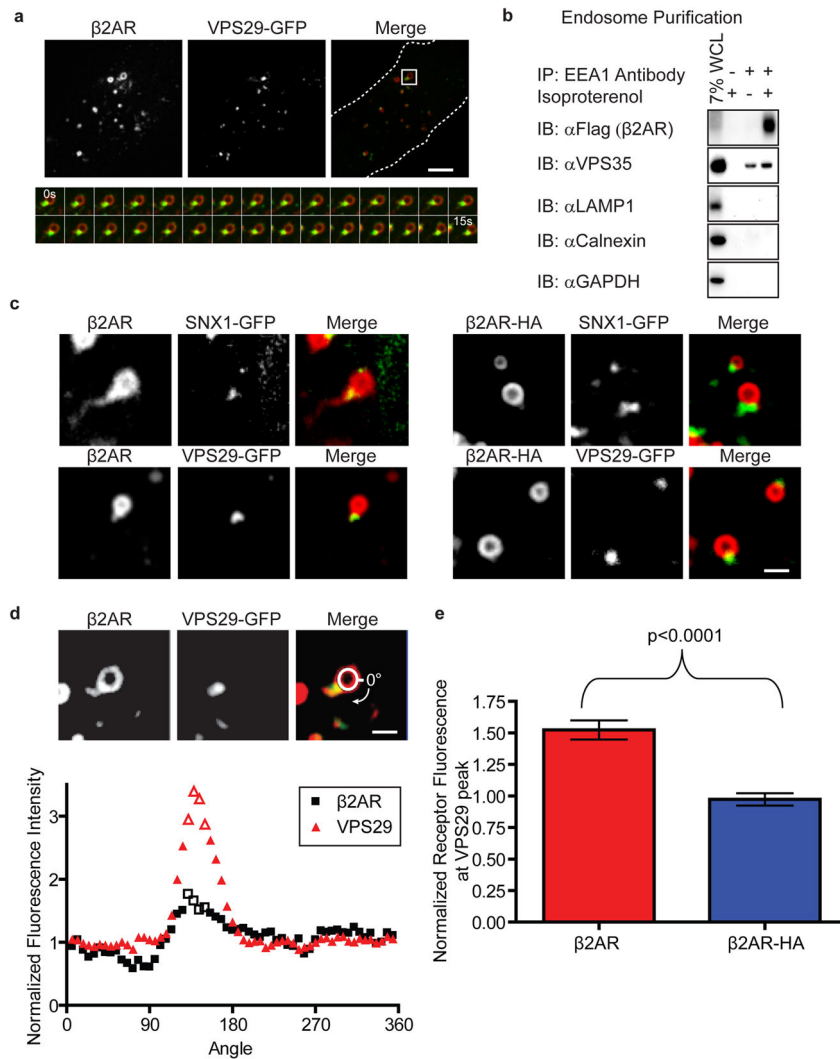 a
β2AR
VPS29-GFP
Merge
0s
15s
b
Endosome Purification
7% WCL
IP: EEA1 Antibody - + +
Isoproterenol + - +
IB: αFlag (β2AR)
IB: αVPS35
IB: αLAMP1
IB: αCalnexin
IB: αGAPDH
c
β2AR SNX1-GFP Merge
β2AR VPS29-GFP Merge
β2AR-HA SNX1-GFP Merge
β2AR-HA VPS29-GFP Merge
d
β2AR VPS29-GFP Merge
0°
Normalized Fluorescence Intensity
3
2
1
0
0 90 180 270 360
Angle
β2AR
VPS29
e
p<0.0001
Normalized Receptor Fluorescence
at VPS29 peak
1.75
1.50
1.25
1.00
0.75
0.50
0.25
0.00
β2AR β2AR-HA